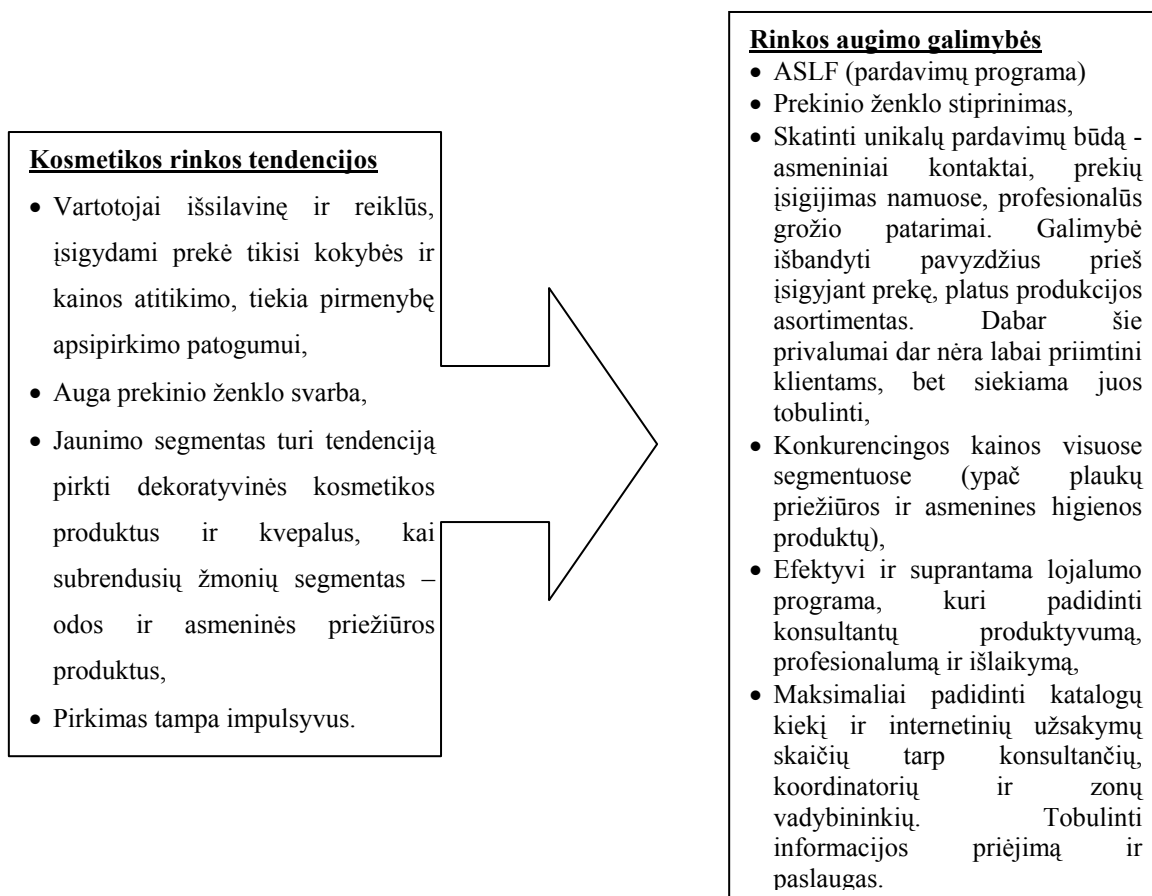 Kosmetikos rinkos tendencijos
• Vartotojai išsilavinę ir reiklūs,
įsigydami prekė tikisi kokybės ir
kainos atitikimo, tiekia pirmenybę
apsipirkimo patogumui,
• Auga prekinio ženklo svarba,
• Jaunimo segmentas turi tendenciją
pirkti dekoratyvinės kosmetikos
produktus ir kvepalus, kai
subrendusių žmonių segmentas –
odos ir asmeninės priežiūros
produktus,
• Pirkimas tampa impulsyvus.
Rinkos augimo galimybės
• ASLF (pardavimų programa)
• Prekinio ženklo stiprinimas,
• Skatinti unikalų pardavimų būdą -
asmeniniai kontaktai, prekių
įsigijimas namuose, profesionalūs
grožio patarimai. Galimybė
išbandyti pavyzdžius prieš
įsigyjant prekę, platus produkcijos
asortimentas. Dabar šie
privalumai dar nėra labai priimtini
klientams, bet siekiama juos
tobulinti,
• Konkurencingos kainos visuose
segmentuose (ypač plaukų
priežiūros ir asmenines higienos
produktų),
• Efektyvi ir suprantama lojalumo
programa, kuri padidinti
konsultantų produktyvumą,
profesionalumą ir išlaikymą,
• Maksimaliai padidinti katalogų
kiekį ir internetinių užsakymų
skaičių tarp konsultančių,
koordinatorių ir zonų
vadybininkių. Tobulinti
informacijos priėjimą ir
paslaugas.